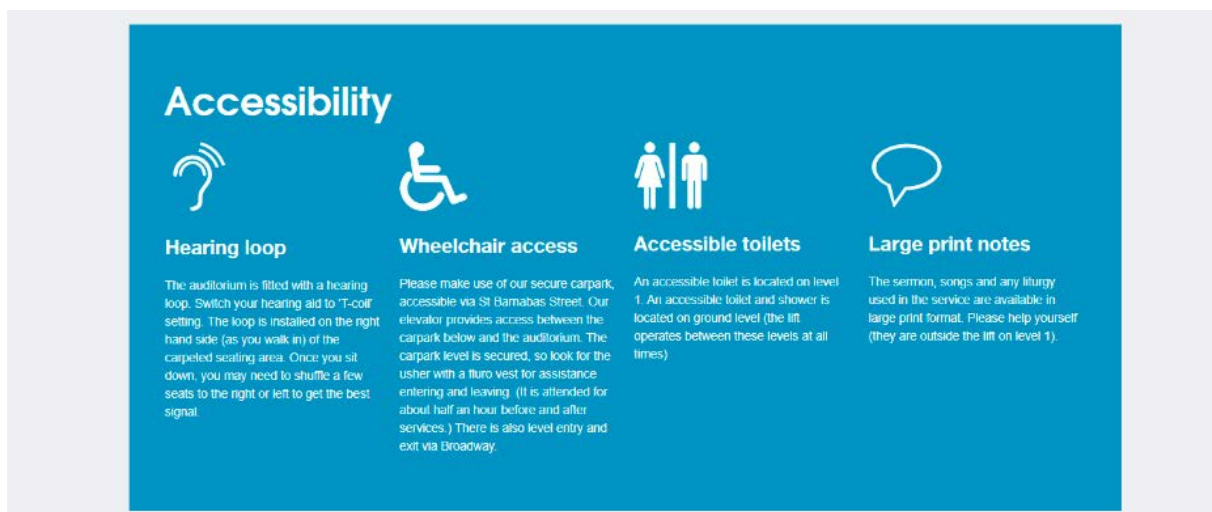 Accessibility
Hearing loop
The auditorium is fitted with a hearing
loop. Switch your hearing aid to 'T-coil'
setting. The loop is installed on the right
hand side (as you walk in) of the
carpeted seating area. Once you sit
down, you may need to shuffle a few
seats to the right or left to get the best
signal.
Wheelchair access
Please make use of our secure carpark,
accessible via St Barnabas Street. Our
elevator provides access between the
carpark below and the auditorium. The
carpark level is secured, so look for the
usher with a fluro vest for assistance
entering and leaving. (It is attended for
about half an hour before and after
services.) There is also level entry and
exit via Broadway.
Accessible toilets
An accessible toilet is located on level
1. An accessible toilet and shower is
located on ground level (the lift
operates between these levels at all
times)
Large print notes
The sermon, songs and any liturgy
used in the service are available in
large print format. Please help yourself
(they are outside the lift on level 1).